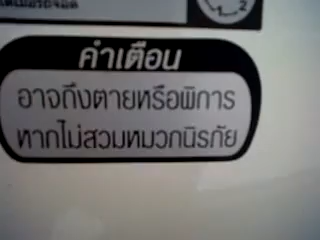 คำเตือน
อาจถึงตายหรือพิการ
หากไม่สวมหมวกนิรภัย